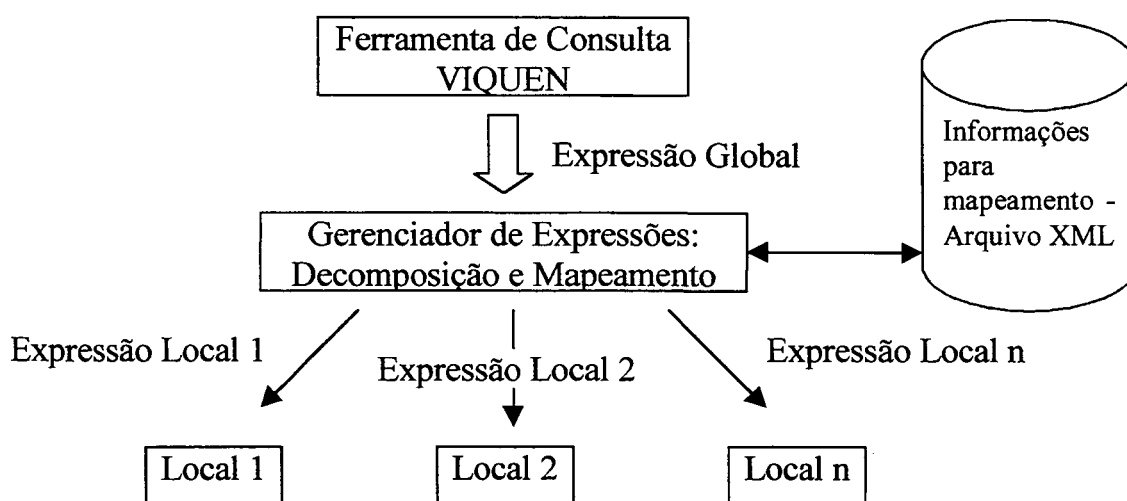 Ferramenta de Consulta
VIQUEN
Informações
para
mapeamento -
Arquivo XML
Expressão Global
Gerenciador de Expressões:
Decomposição e Mapeamento
Expressão Local 1
Expressão Local 2
Expressão Local n
Local 1
Local 2
Local n